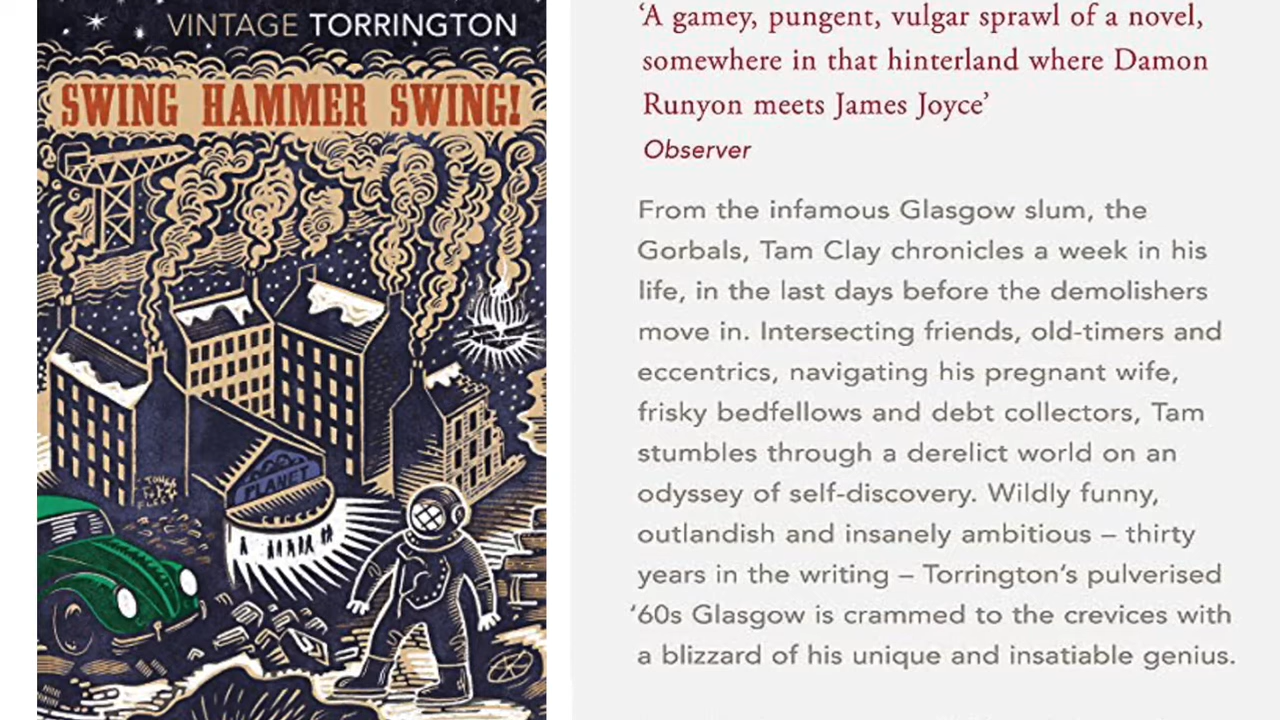 VINTAGE TORRINGTON
SWING HAMMER SWING!
PLANET
‘A gamey, pungent, vulgar sprawl of a novel,
somewhere in that hinterland where Damon
Runyon meets James Joyce’
Observer
From the infamous Glasgow slum, the
Gorbals, Tam Clay chronicles a week in his
life, in the last days before the demolishers
move in. Intersecting friends, old-timers and
eccentrics, navigating his pregnant wife,
frisky bedfellows and debt collectors, Tam
stumbles through a derelict world on an
odyssey of self-discovery. Wildly funny,
outlandish and insanely ambitious – thirty
years in the writing – Torrington’s pulverised
‘60s Glasgow is crammed to the crevices with
a blizzard of his unique and insatiable genius.